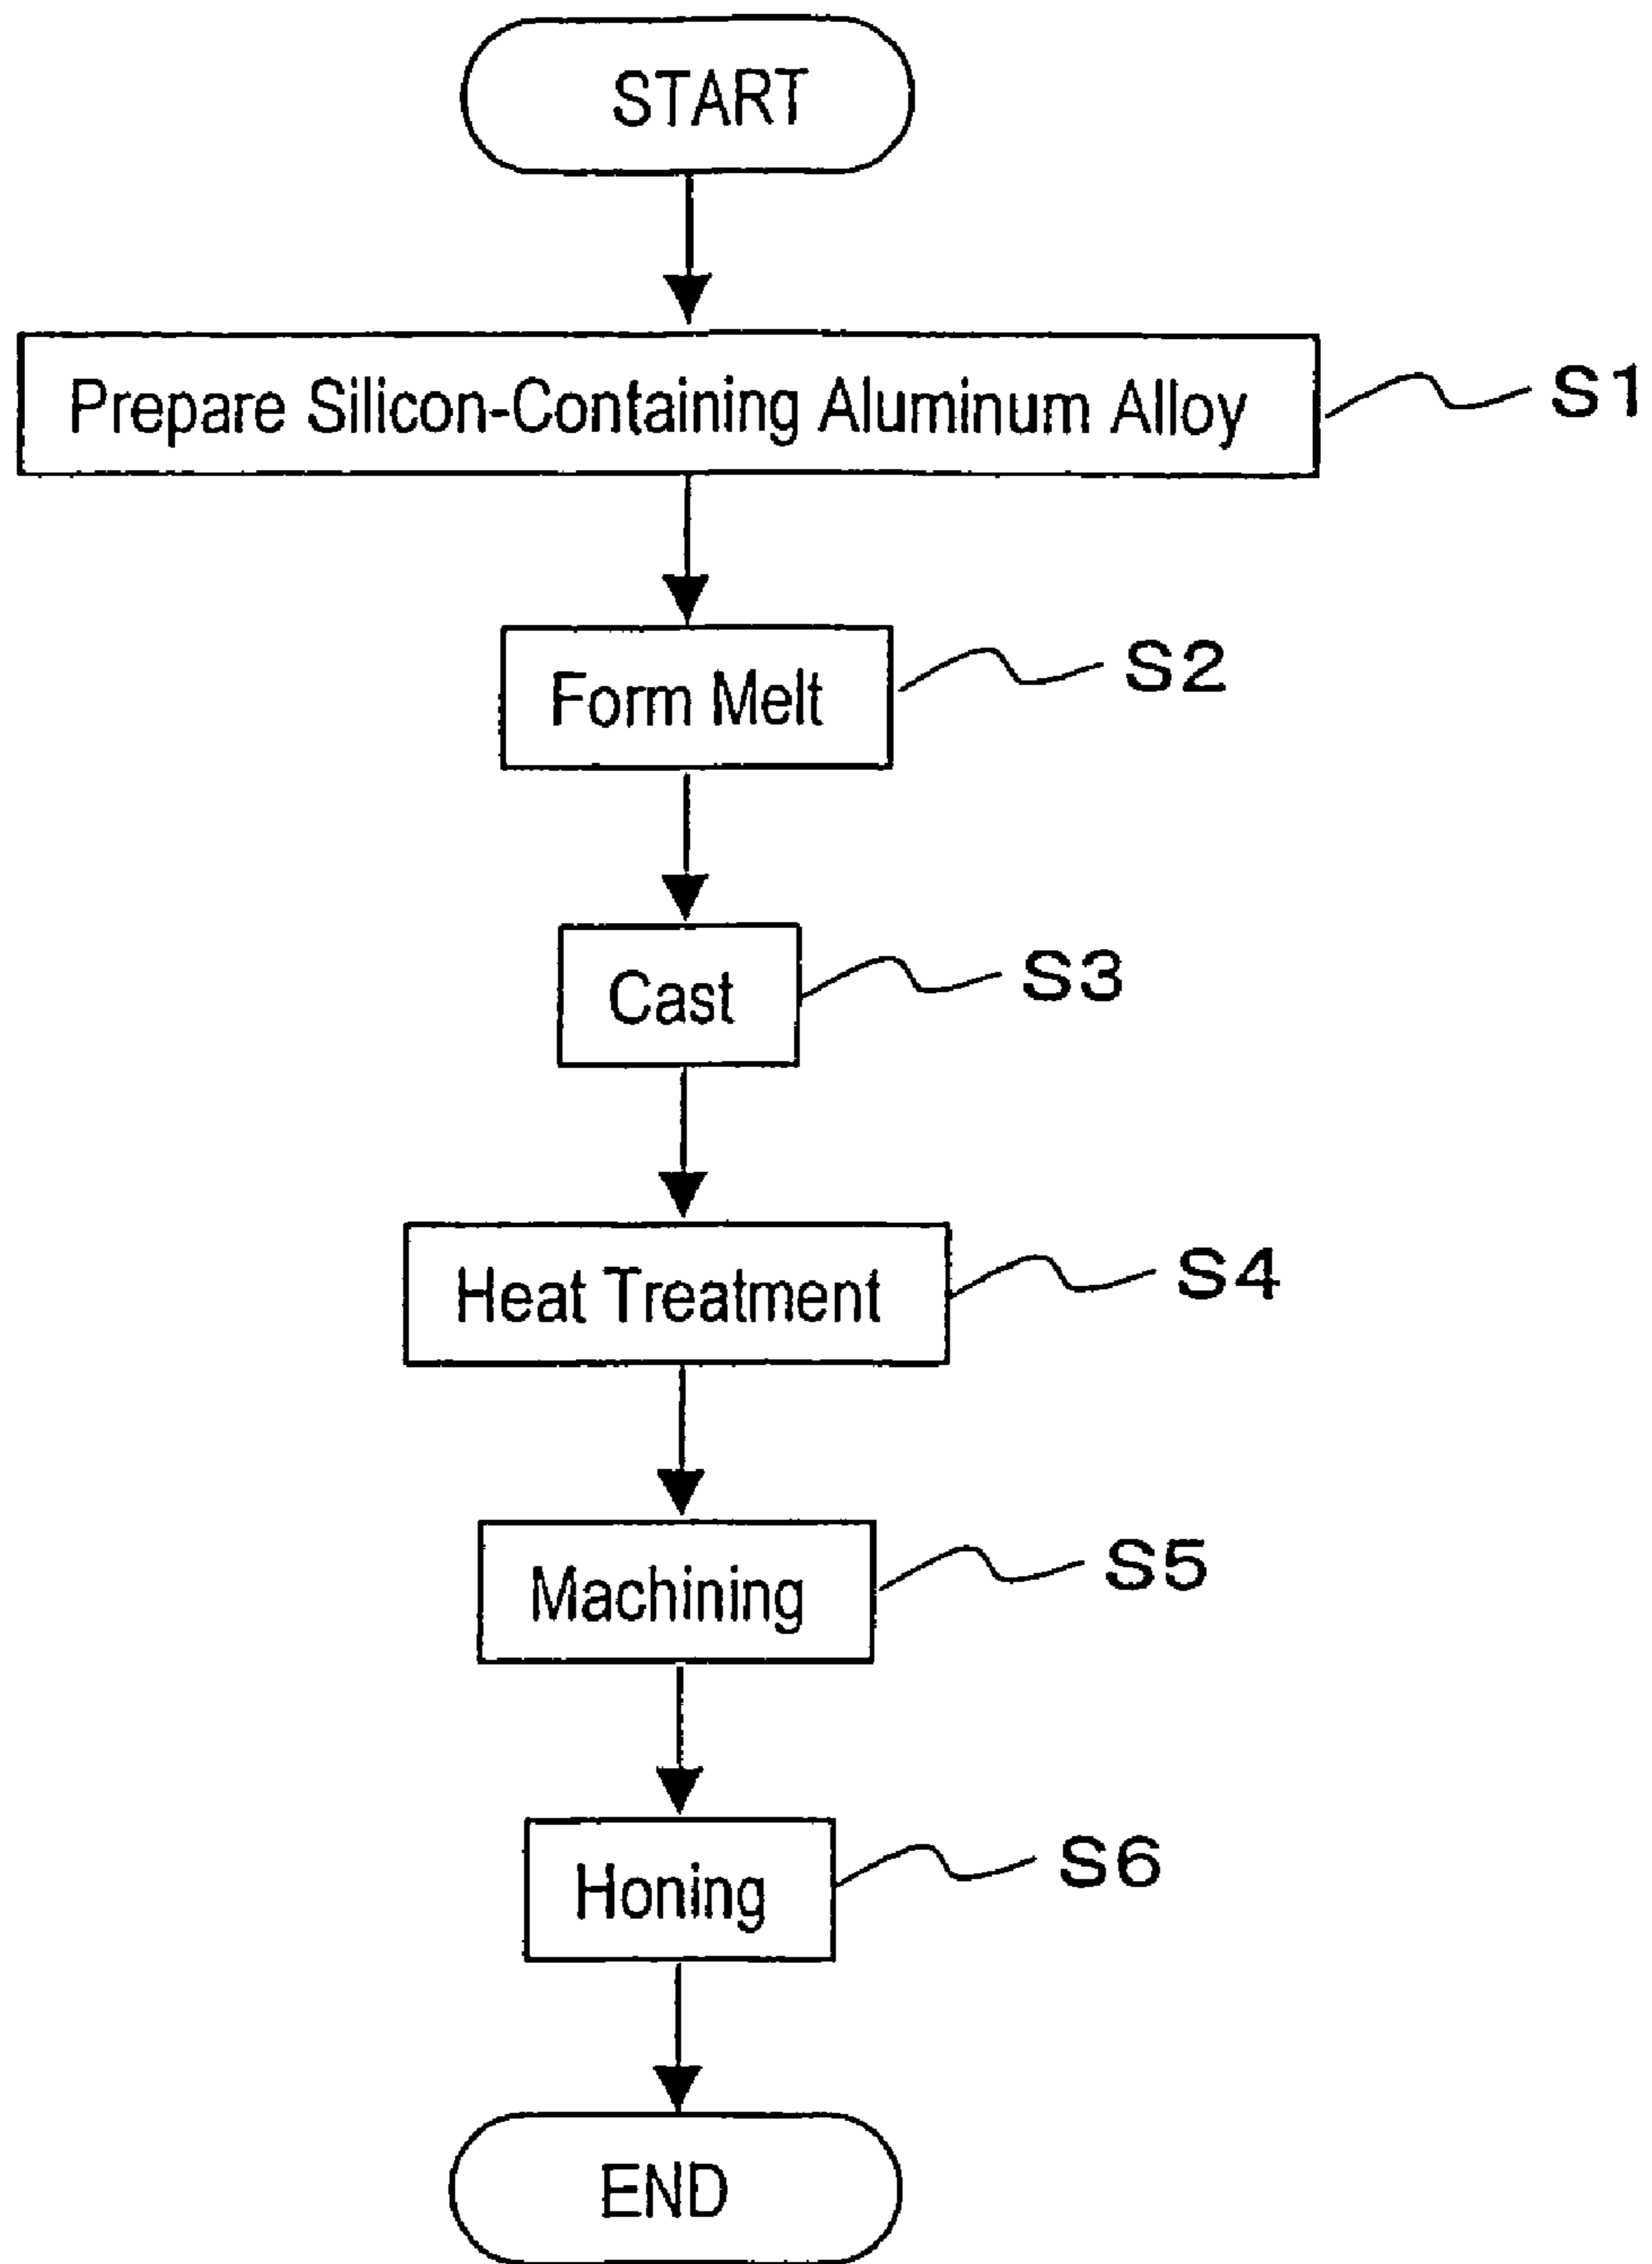 START
Prepare Silicon-Containing Aluminum Alloy
S1
Form Melt
S2
Cast
S3
Heat Treatment
S4
Machining
S5
Honing
S6
END